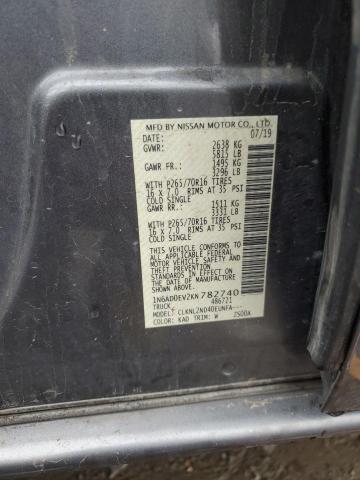 MFD BY NISSAN MOTOR CO., LTD.
DATE: 07/19
GVWR: 2638 KG
5815 LB
GAWR FR.: 1495 KG
3296 LB
WITH P265/70R16 TIRES
16 X 7.0 RIMS AT 35 PSI
COLD SINGLE
GAWR RR.: 1511 KG
3331 LB
WITH P265/70R16 TIRES
16 X 7.0 RIMS AT 35 PSI
COLD SINGLE
THIS VEHICLE CONFORMS TO
ALL APPLICABLE FEDERAL
MOTOR VEHICLE SAFETY
STANDARDS IN EFFECT ON
THE DATE OF MANUFACTURE
SHOWN ABOVE.
1N6AD0EV2KN782740
TRUCK 486721
MODEL: CLKNLZND40EUNFA---
COLOR: KAD TRIM: W 2500A